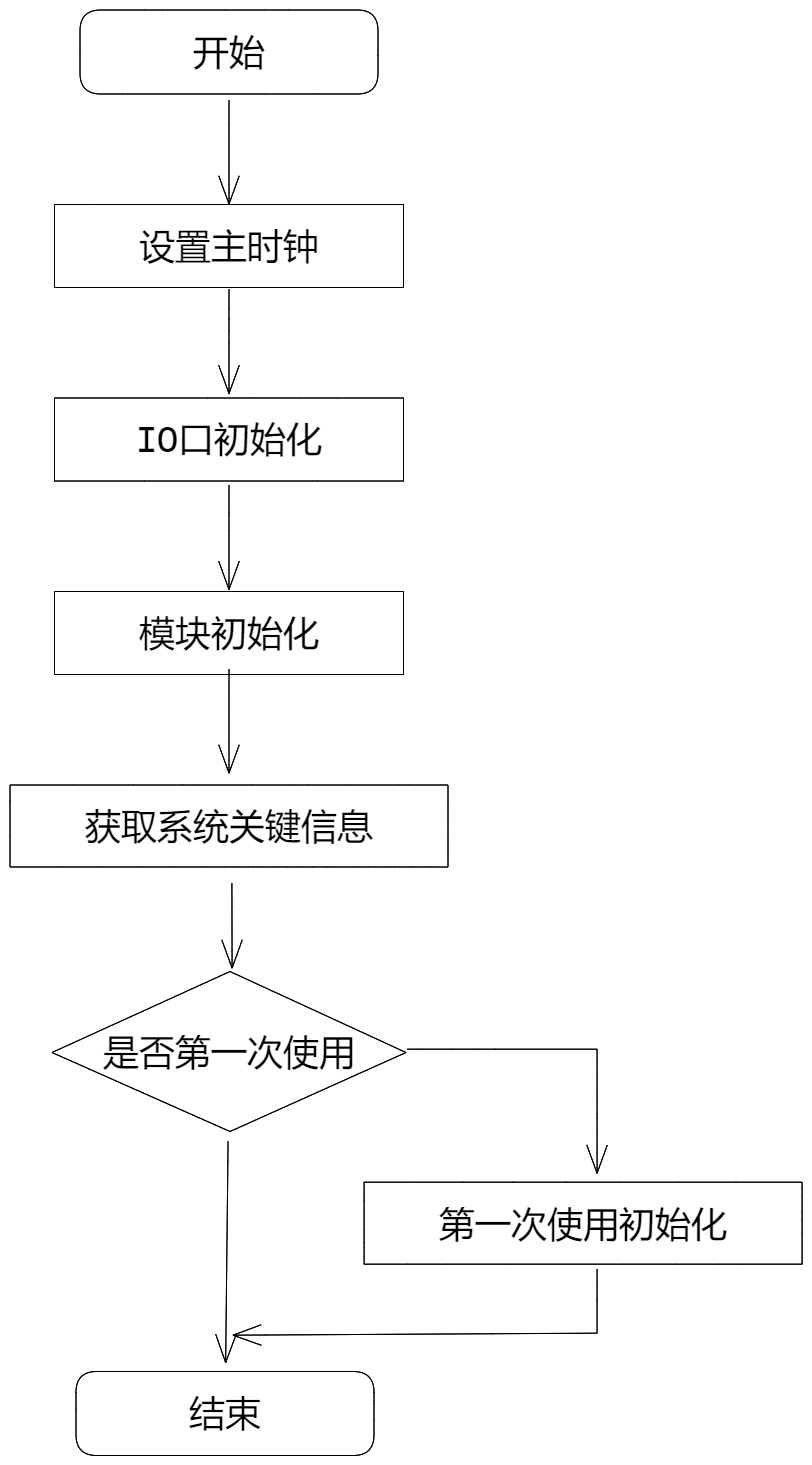 开始
设置主时钟
IO口初始化
模块初始化
获取系统关键信息
是否第一次使用
第一次使用初始化
结束